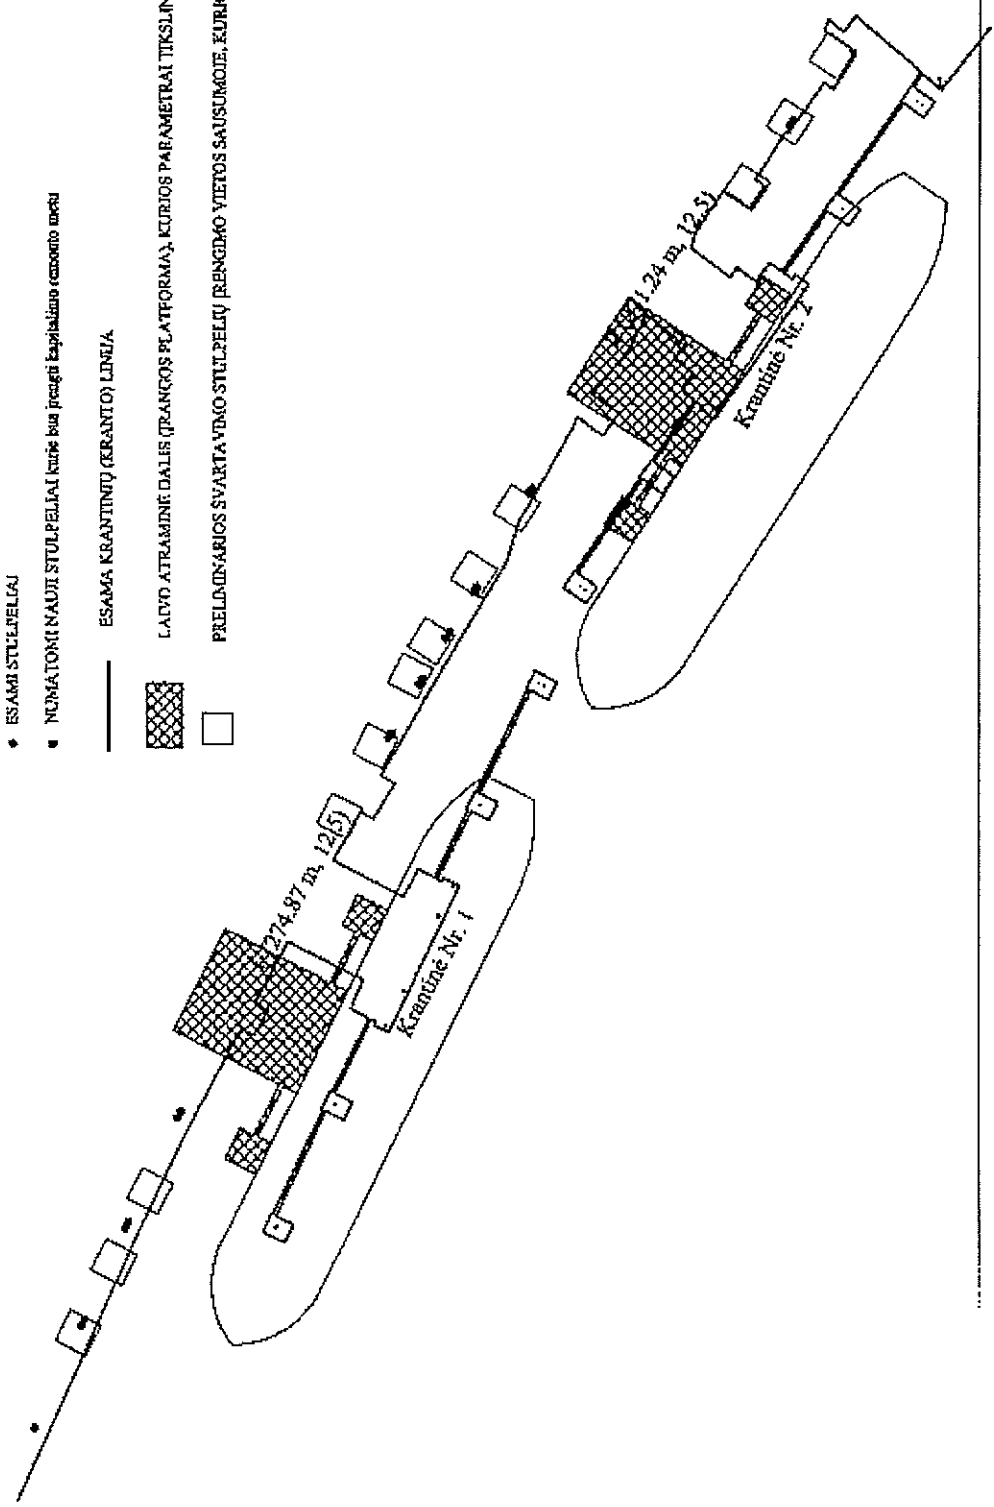 ESAMI STULPELIAI
NUMATOMI NAUJI STULPELIAI kurie bus įrengti kapitalinio remonto metu
ESAMA KRANTINIŲ (KRANTO) LINIJA
LAIVO ATRAMINĖ DALIS (ĮRANGOS PLATFORMA), KURIOS PARAMETRAI
PRELIMINARIOS ŠVARTAVIMO STULPELIŲ ĮRENGIMO VIETOS SAUSUMOJE,
274.87 m, 12(5)
Krantinė Nr. 1
1.24 m, 12.5)
Krantinė Nr. 2